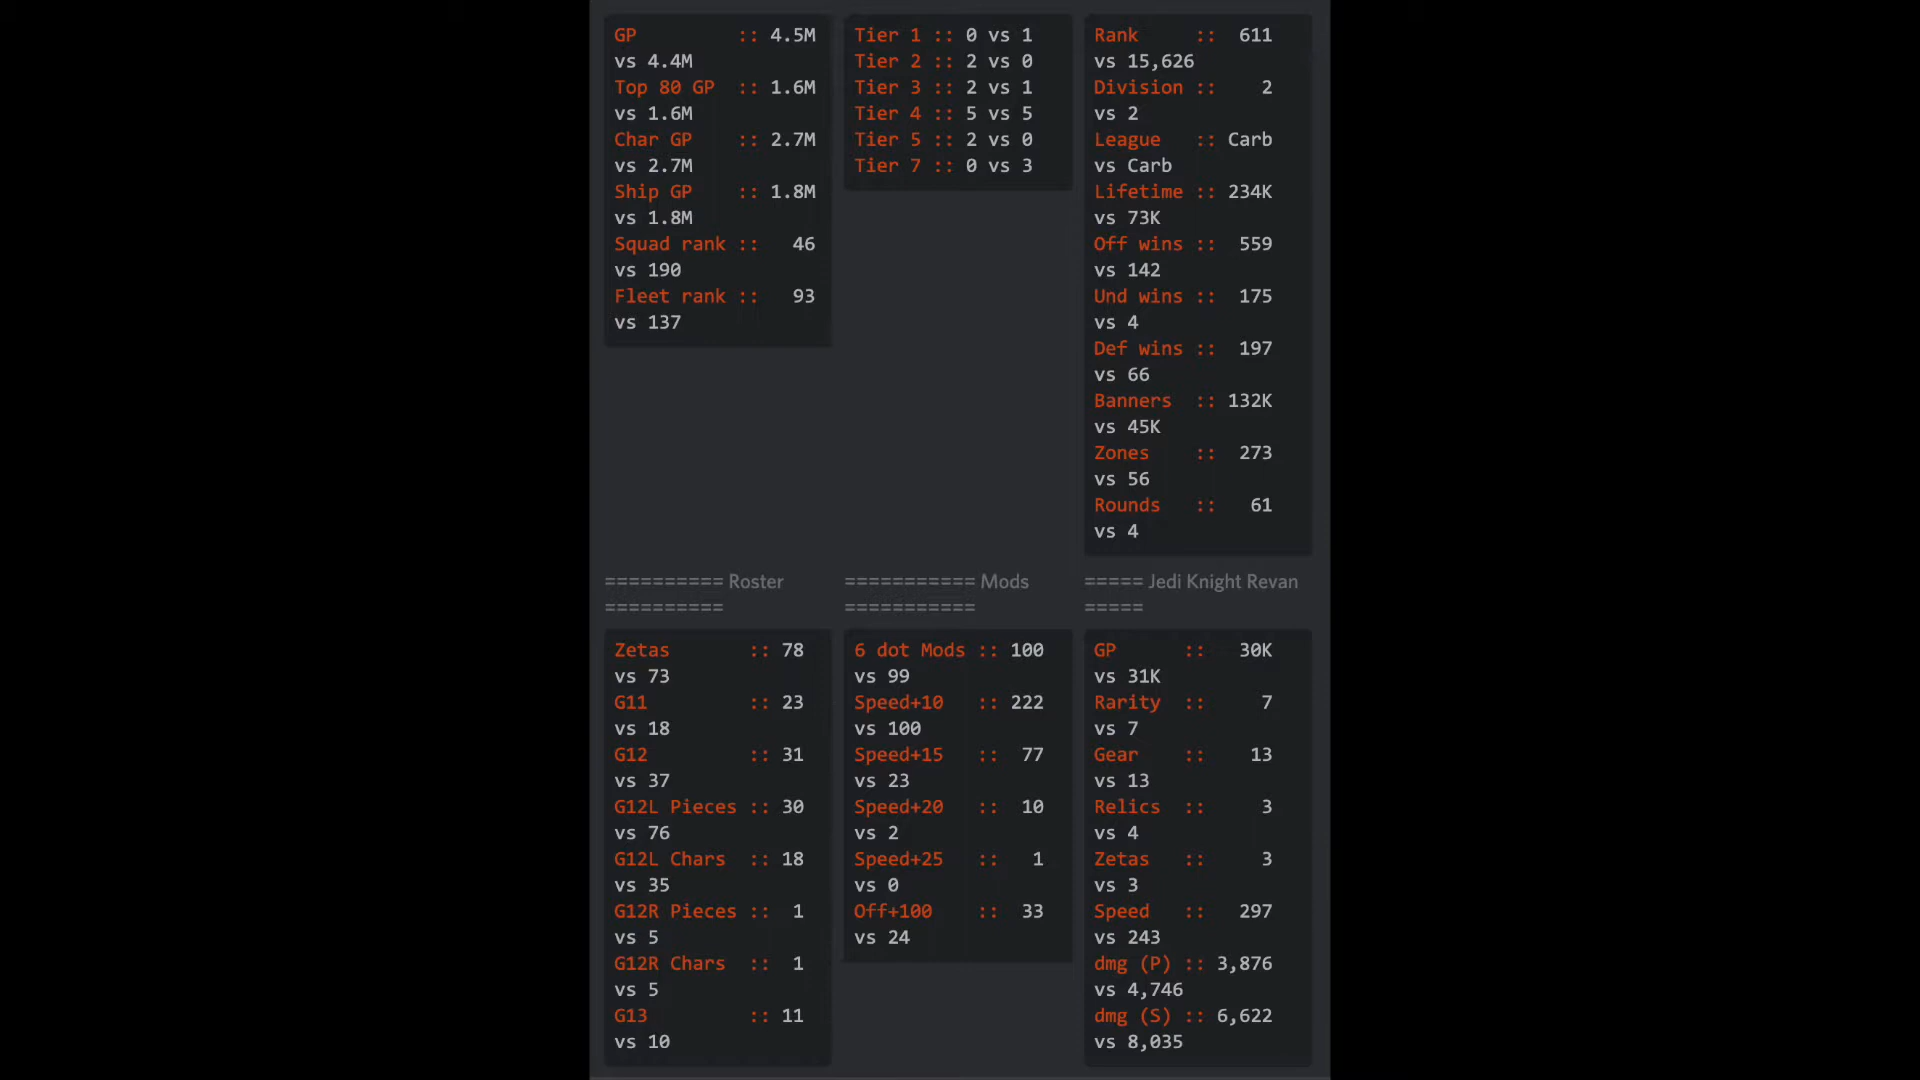 GP :: 4.5M
vs 4.4M
Top 80 GP :: 1.6M
vs 1.6M
Char GP :: 2.7M
vs 2.7M
Ship GP :: 1.8M
vs 1.8M
Squad rank :: 46
vs 190
Fleet rank :: 93
vs 137
Tier 1 :: 0 vs 1
Tier 2 :: 2 vs 0
Tier 3 :: 2 vs 1
Tier 4 :: 5 vs 5
Tier 5 :: 2 vs 0
Tier 7 :: 0 vs 3
Rank :: 611
vs 15,626
Division :: 2
vs 2
League :: Carb
vs Carb
Lifetime :: 234K
vs 73K
Off wins :: 559
vs 142
Und wins :: 175
vs 4
Def wins :: 197
vs 66
Banners :: 132K
vs 45K
Zones :: 273
vs 56
Rounds :: 61
vs 4
========== Roster
==========
Zetas :: 78
vs 73
G11 :: 23
vs 18
G12 :: 31
vs 37
G12L Pieces :: 30
vs 76
G12L Chars :: 18
vs 35
G12R Pieces :: 1
vs 5
G12R Chars :: 1
vs 5
G13 :: 11
vs 10
=========== Mods
===========
6 dot Mods :: 100
vs 99
Speed+10 :: 222
vs 100
Speed+15 :: 77
vs 23
Speed+20 :: 10
vs 2
Speed+25 :: 1
vs 0
Off+100 :: 33
vs 24
===== Jedi Knight Revan
=====
GP :: 30K
vs 31K
Rarity :: 7
vs 7
Gear :: 13
vs 13
Relics :: 3
vs 4
Zetas :: 3
vs 3
Speed :: 297
vs 243
dmg (P) :: 3,876
vs 4,746
dmg (S) :: 6,622
vs 8,035